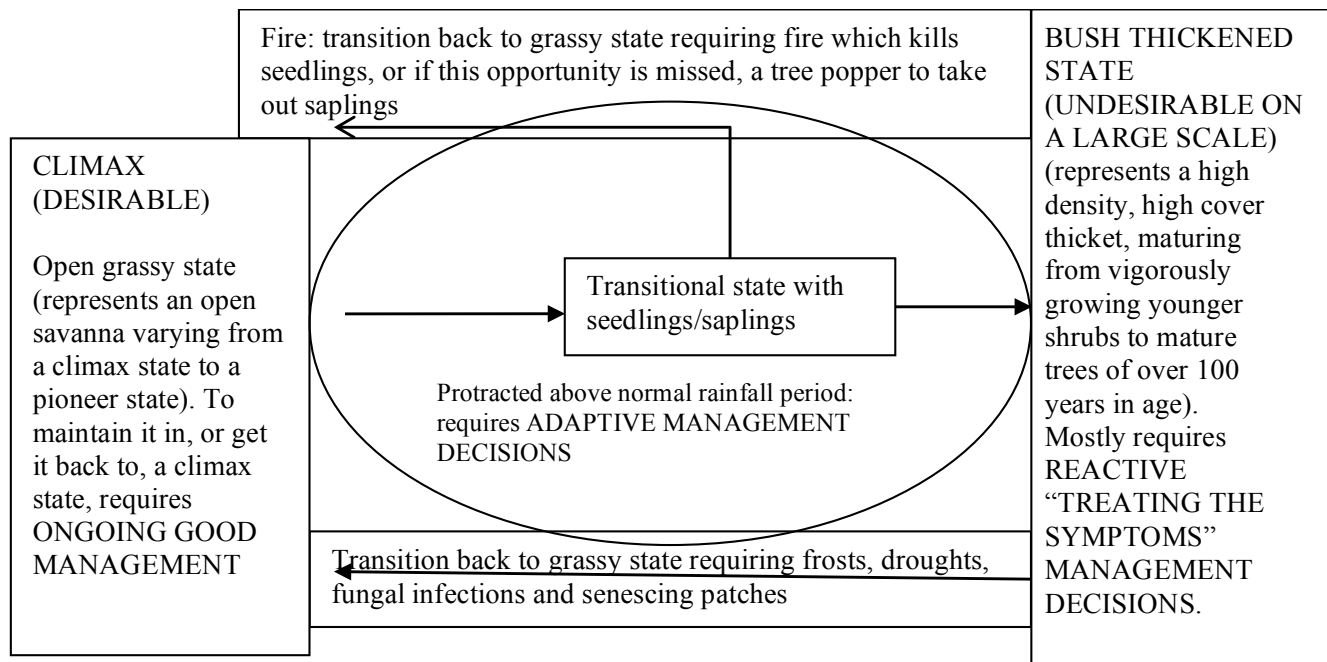 Fire: transition back to grassy state requiring fire which kills
seedlings, or if this opportunity is missed, a tree popper to take
out saplings
CLIMAX
(DESIRABLE)
Open grassy state
(represents an open
savanna varying from
a climax state to a
pioneer state). To
maintain it in, or get
it back to, a climax
state, requires
ONGOING GOOD
MANAGEMENT
Transitional state with
seedlings/saplings
Protracted above normal rainfall period:
requires ADAPTIVE MANAGEMENT
DECISIONS
Transition back to grassy state requiring frosts, droughts,
fungal infections and senescing patches
BUSH THICKENED
STATE
(UNDESIRABLE ON
A LARGE SCALE)
(represents a high
density, high cover
thicket, maturing
from vigorously
growing younger
shrubs to mature
trees of over 100
years in age).
Mostly requires
REACTIVE
“TREATING THE
SYMPTOMS”
MANAGEMENT
DECISIONS.